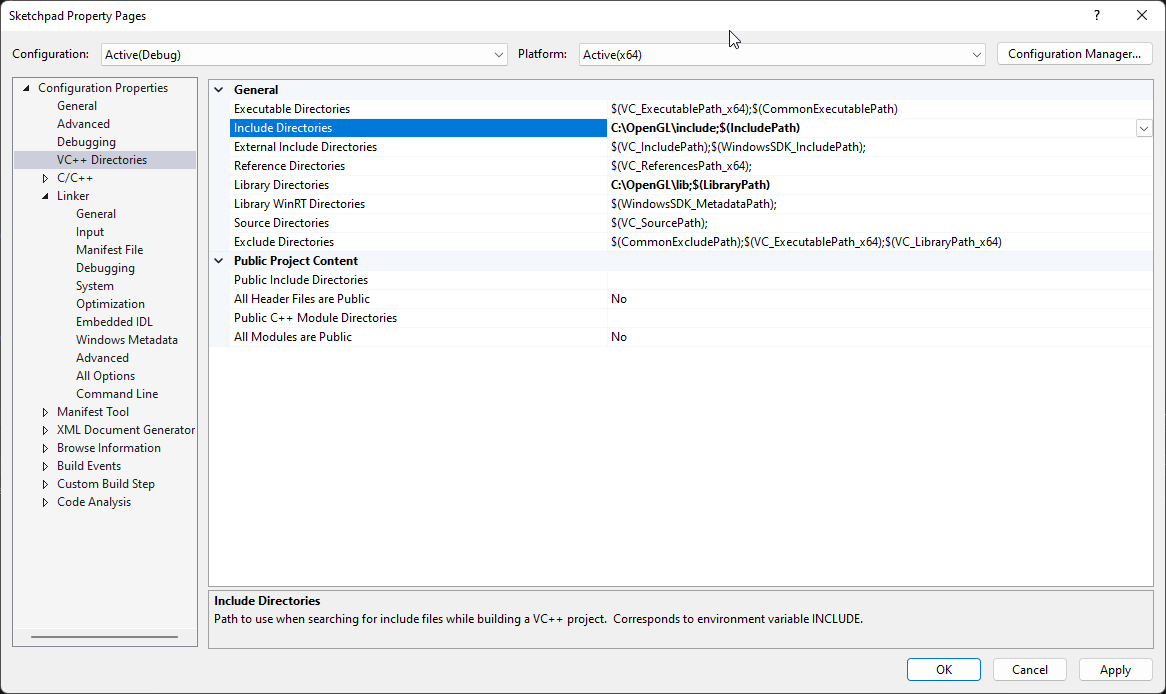 Sketchpad Property Pages
?
Configuration: Active(Debug) Platform: Active(x64) Configuration Manager...
Configuration Properties
General
Advanced
Debugging
VC++ Directories
C/C++
Linker
General
Input
Manifest File
Debugging
System
Optimization
Embedded IDL
Windows Metadata
Advanced
All Options
Command Line
Manifest Tool
XML Document Generator
Browse Information
Build Events
Custom Build Step
Code Analysis
General
Executable Directories $(VC_ExecutablePath_x64);$(CommonExecutablePath)
Include Directories C:\OpenGL\include;$(IncludePath)
External Include Directories $(VC_IncludePath);$(WindowsSDK_IncludePath);
Reference Directories $(VC_ReferencesPath_x64);
Library Directories C:\OpenGL\lib;$(LibraryPath)
Library WinRT Directories $(WindowsSDK_MetadataPath);
Source Directories $(VC_SourcePath);
Exclude Directories $(CommonExcludePath);$(VC_ExecutablePath_x64);$(VC_LibraryPath_x64)
Public Project Content
Public Include Directories
All Header Files are Public No
Public C++ Module Directories
All Modules are Public No
Include Directories
Path to use when searching for include files while building a VC++ project.  Corresponds to environment variable INCLUDE.
OK Cancel Apply